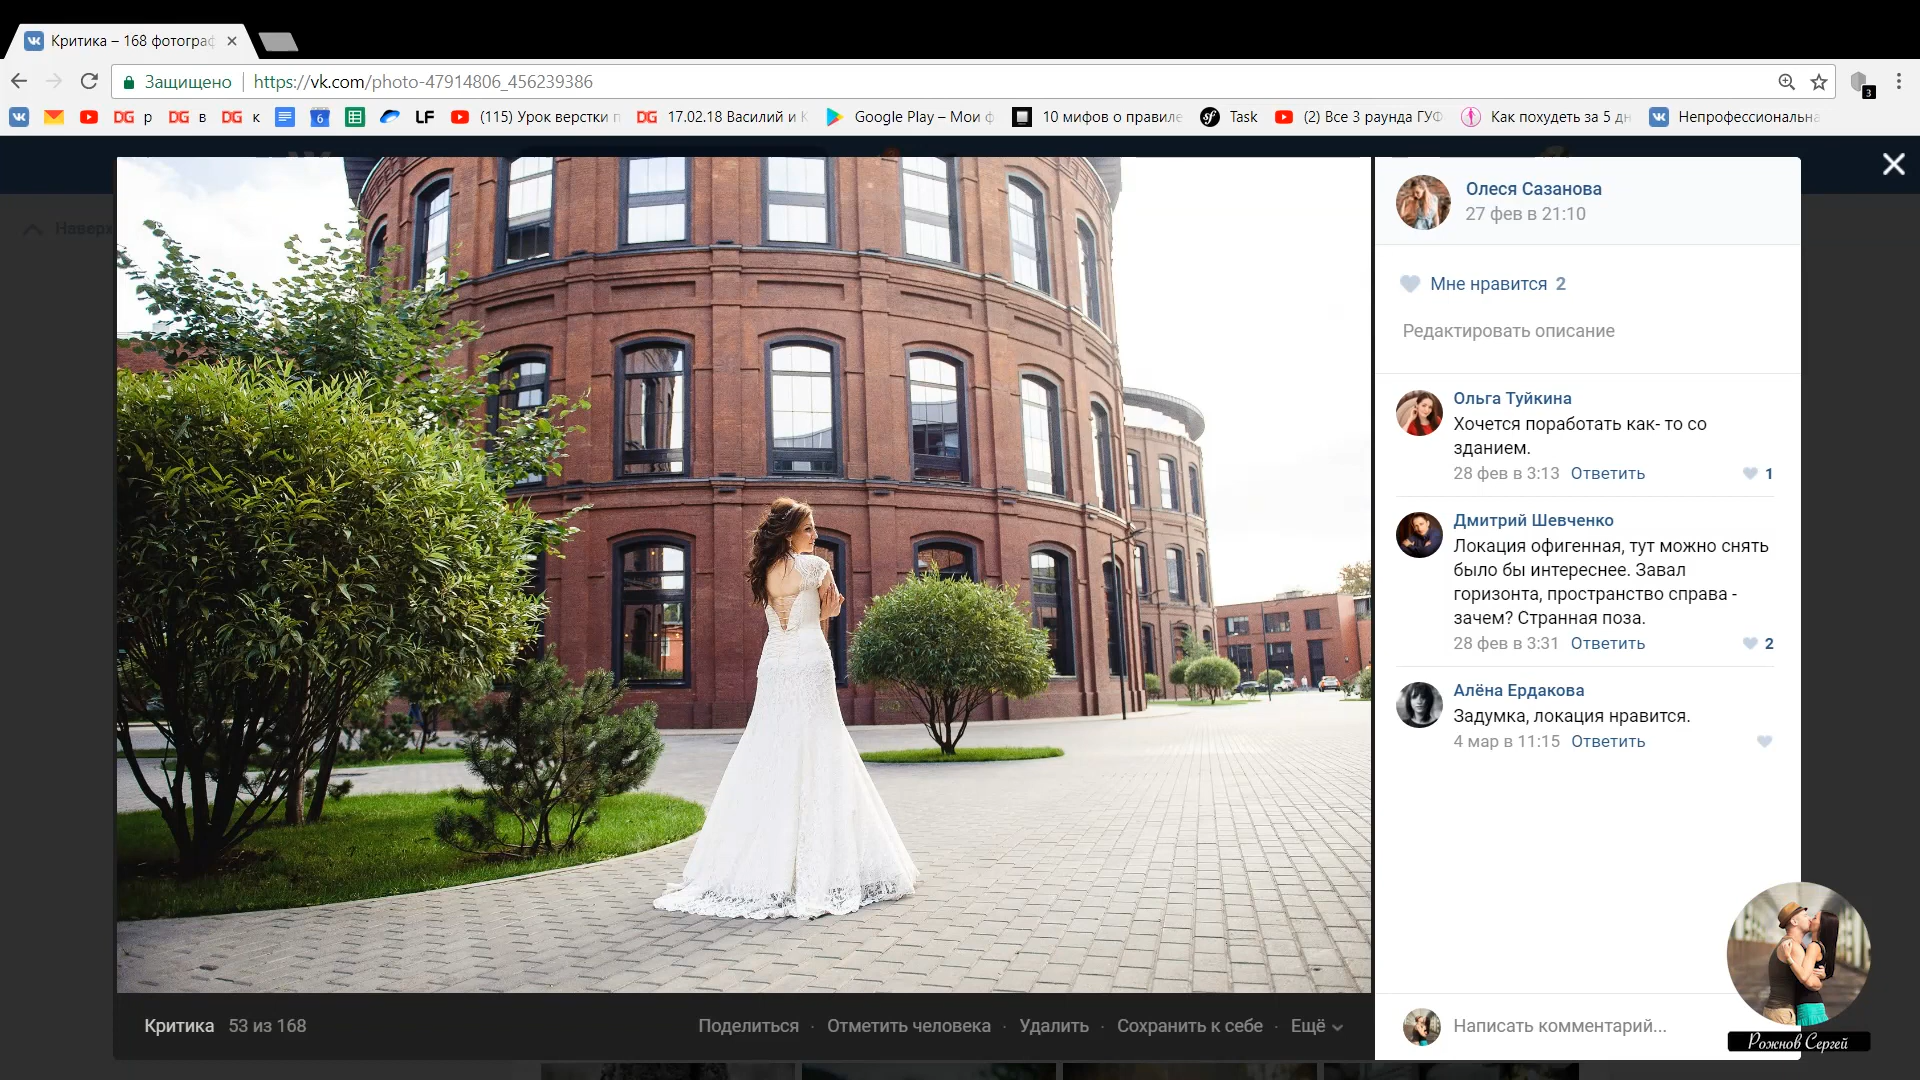 Критика – 168 фотограф
Защищено
https://vk.com/photo-47914806_456239386
3
DG р
DG в
DG к
6
LF
(115) Урок верстки п
DG 17.02.18 Василий и К
Google Play – Мои ф
10 мифов о правиле
Task
(2) Все 3 раунда ГУФ
Как похудеть за 5 дн
Непрофессиональна
Наверх
Олеся Сазанова
27 фев в 21:10
Мне нравится 2
Редактировать описание
Ольга Туйкина
Хочется поработать как- то со
зданием.
28 фев в 3:13 Ответить 1
Дмитрий Шевченко
Локация офигенная, тут можно снять
было бы интереснее. Завал
горизонта, пространство справа -
зачем? Странная поза.
28 фев в 3:31 Ответить 2
Алёна Ердакова
Задумка, локация нравится.
4 мар в 11:15 Ответить
Критика 53 из 168
Поделиться · Отметить человека · Удалить · Сохранить к себе · Ещё
Написать комментарий...
Рожнов Сергей